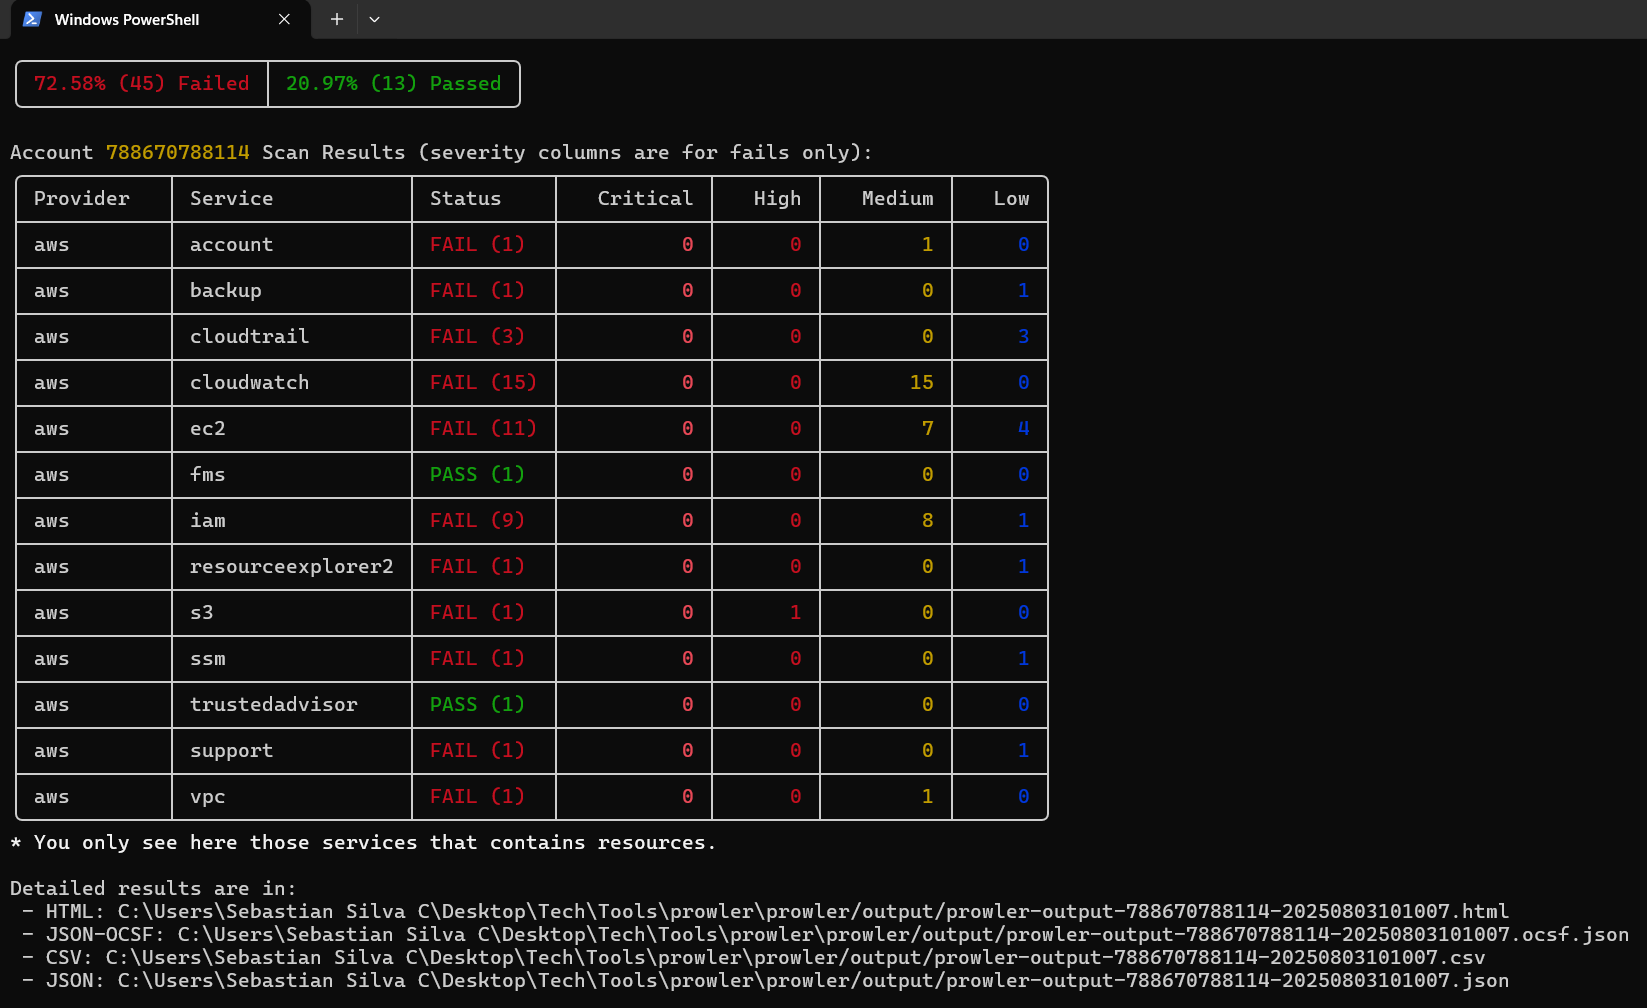 Windows PowerShell
72.58% (45) Failed 20.97% (13) Passed
Account 788670788114 Scan Results (severity columns are for fails only):
Provider Service Status Critical High Medium Low
aws account FAIL (1) 0 0 1 0
aws backup FAIL (1) 0 0 0 1
aws cloudtrail FAIL (3) 0 0 0 3
aws cloudwatch FAIL (15) 0 0 15 0
aws ec2 FAIL (11) 0 0 7 4
aws fms PASS (1) 0 0 0 0
aws iam FAIL (9) 0 0 8 1
aws resourceexplorer2 FAIL (1) 0 0 0 1
aws s3 FAIL (1) 0 1 0 0
aws ssm FAIL (1) 0 0 0 1
aws trustedadvisor PASS (1) 0 0 0 0
aws support FAIL (1) 0 0 0 1
aws vpc FAIL (1) 0 0 1 0
* You only see here those services that contains resources.
Detailed results are in:
- HTML: C:\Users\Sebastian Silva C\Desktop\Tech\Tools\prowler\prowler/output/prowler-output-788670788114-20250803101007.html
- JSON-OCSF: C:\Users\Sebastian Silva C\Desktop\Tech\Tools\prowler\prowler/output/prowler-output-788670788114-20250803101007.ocsf.json
- CSV: C:\Users\Sebastian Silva C\Desktop\Tech\Tools\prowler\prowler/output/prowler-output-788670788114-20250803101007.csv
- JSON: C:\Users\Sebastian Silva C\Desktop\Tech\Tools\prowler\prowler/output/prowler-output-788670788114-20250803101007.json